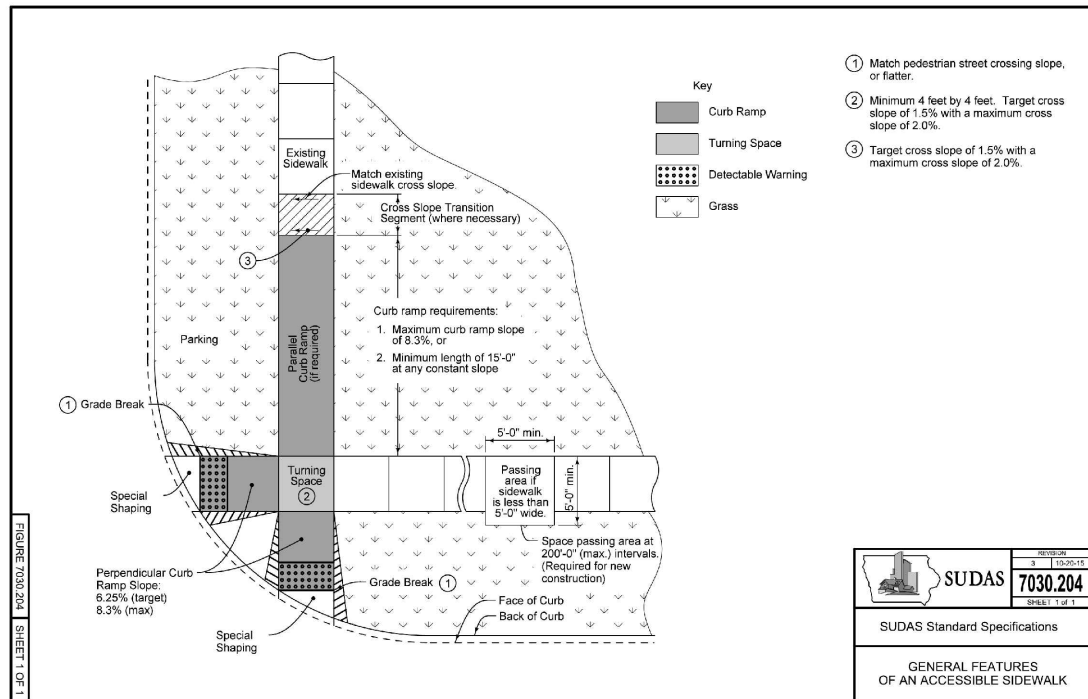 Existing
Sidewalk
Match existing
sidewalk cross slope.
Cross Slope Transition
Segment (where necessary)
3
Parking
Parallel
Curb Ramp
(if required)
Curb ramp requirements:
1. Maximum curb ramp slope
of 8.3%, or
2. Minimum length of 15'-0"
at any constant slope
1 Grade Break
Special
Shaping
Turning
Space
2
5'-0" min.
Passing
area if
sidewalk
is less than
5'-0" wide.
5'-0" min.
Space passing area at
200'-0" (max.) intervals.
(Required for new
construction)
Perpendicular Curb
Ramp Slope:
6.25% (target)
8.3% (max)
Grade Break 1
Special
Shaping
Face of Curb
Back of Curb
Key
Curb Ramp
Turning Space
Detectable Warning
Grass
1 Match pedestrian street crossing slope,
or flatter.
2 Minimum 4 feet by 4 feet. Target cross
slope of 1.5% with a maximum cross
slope of 2.0%.
3 Target cross slope of 1.5% with a
maximum cross slope of 2.0%.
FIGURE 7030.204
SHEET 1 OF 1
SUDAS
REVISION
3 10-20-15
7030.204
SHEET 1 of 1
SUDAS Standard Specifications
GENERAL FEATURES
OF AN ACCESSIBLE SIDEWALK